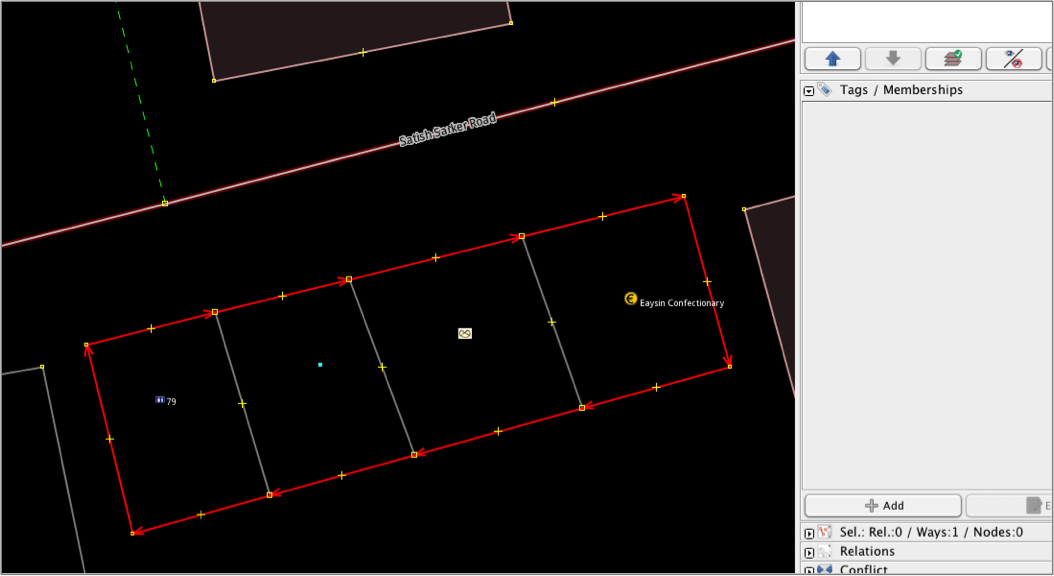 Tags / Memberships
Satish Sarker Road
Eaysin Confectionary
79
Add
Sel.: Rel.:0 / Ways:1 / Nodes:0
Relations
Conflict